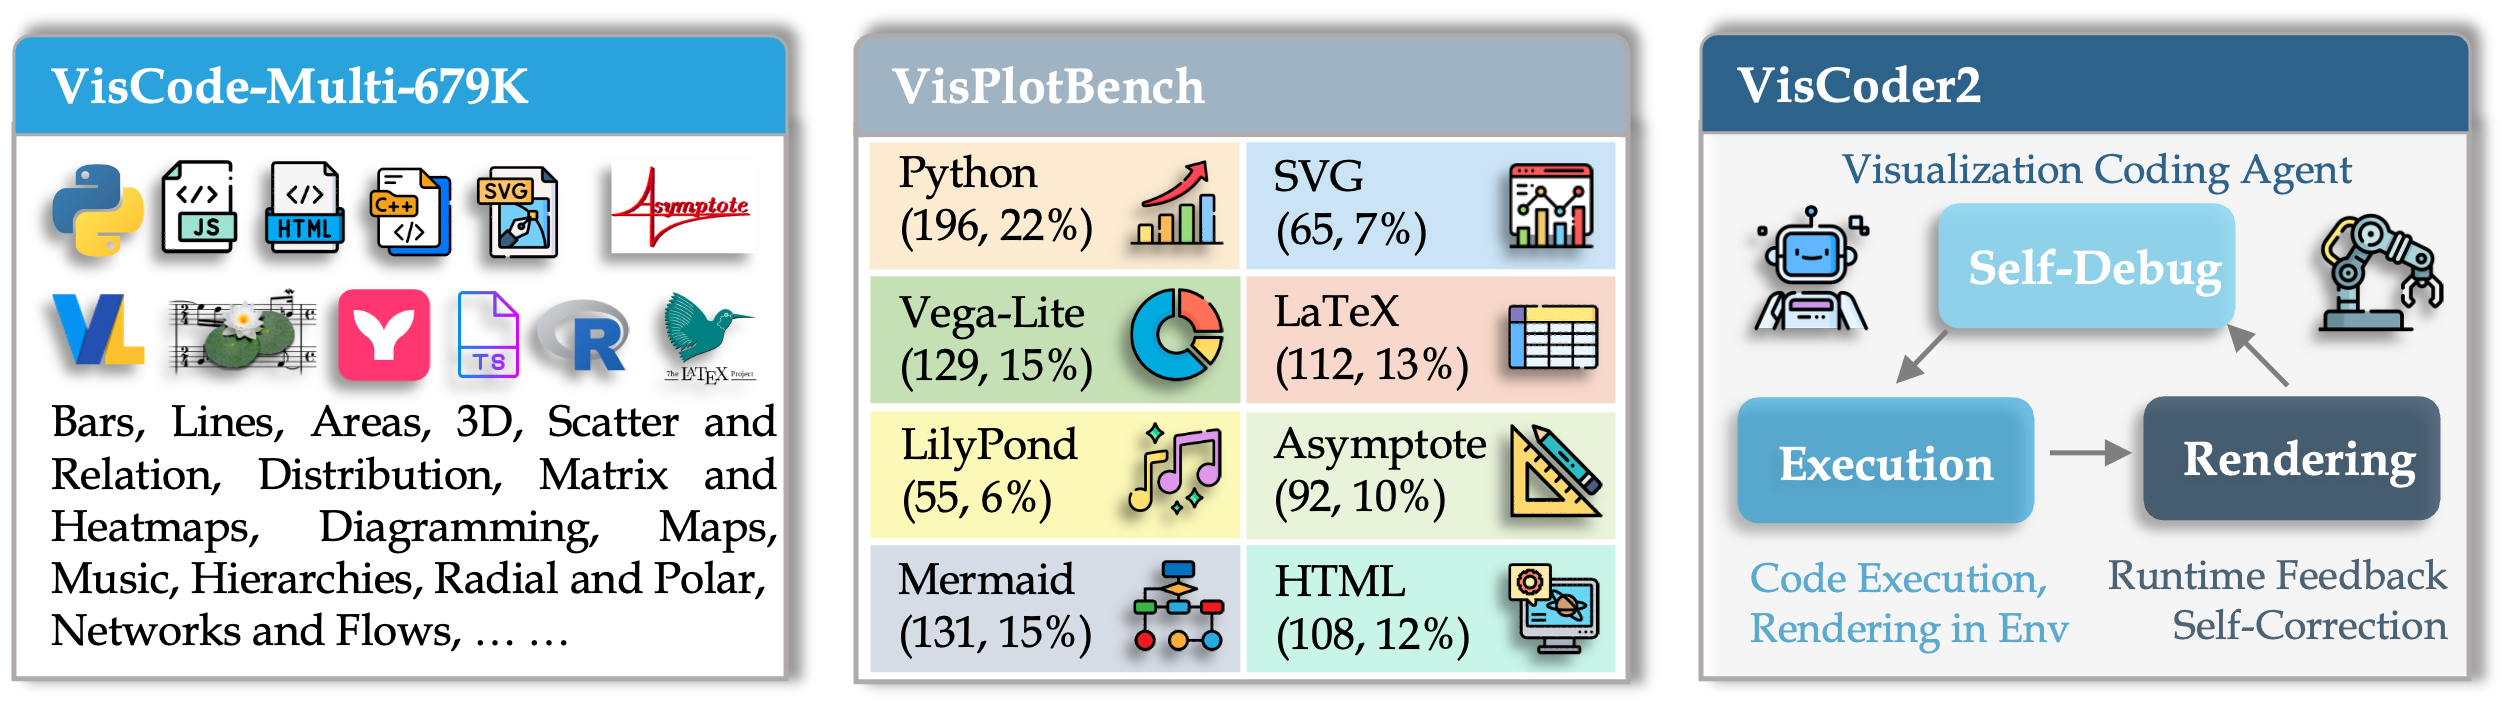 VisCode-Multi-679K
</>
JS
</>
HTML
C++
</>
SVG
Asymptote
VL
TS
R
The LATEX Project
Bars, Lines, Areas, 3D, Scatter and
Relation, Distribution, Matrix and
Heatmaps, Diagramming, Maps,
Music, Hierarchies, Radial and Polar,
Networks and Flows, ... ...
VisPlotBench
Python
(196, 22%)
SVG
(65, 7%)
Vega-Lite
(129, 15%)
LaTeX
(112, 13%)
LilyPond
(55, 6%)
Asymptote
(92, 10%)
Mermaid
(131, 15%)
HTML
(108, 12%)
VisCoder2
Visualization Coding Agent
Self-Debug
Execution
Rendering
Code Execution,
Rendering in Env
Runtime Feedback
Self-Correction